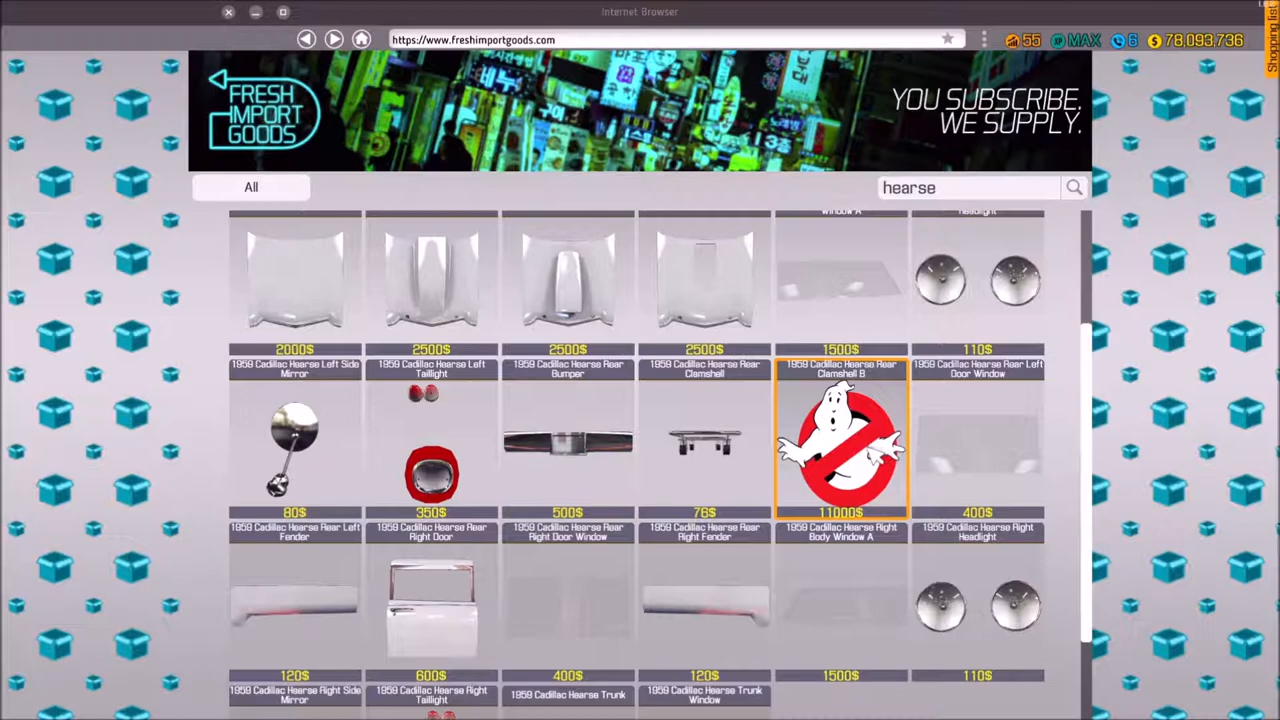 Internet Browser
https://www.freshimportgoods.com
55 XP MAX 6 $ 78,093,736
Shopping list
FRESH
IMPORT
GOODS
YOU SUBSCRIBE.
WE SUPPLY.
All
hearse
Window A
Headlight
2000$ 2500$ 2500$ 2500$ 1500$ 110$
1959 Cadillac Hearse Left Side
Mirror
1959 Cadillac Hearse Left
Taillight
1959 Cadillac Hearse Rear
Bumper
1959 Cadillac Hearse Rear
Clamshell
1959 Cadillac Hearse Rear
Clamshell B
1959 Cadillac Hearse Rear Left
Door Window
80$ 350$ 500$ 76$ 11000$ 400$
1959 Cadillac Hearse Rear Left
Fender
1959 Cadillac Hearse Rear
Right Door
1959 Cadillac Hearse Rear
Right Door Window
1959 Cadillac Hearse Rear
Right Fender
1959 Cadillac Hearse Right
Body Window A
1959 Cadillac Hearse Right
Headlight
120$ 600$ 400$ 120$ 1500$ 110$
1959 Cadillac Hearse Right Side
Mirror
1959 Cadillac Hearse Right
Taillight
1959 Cadillac Hearse Trunk
1959 Cadillac Hearse Trunk
Window